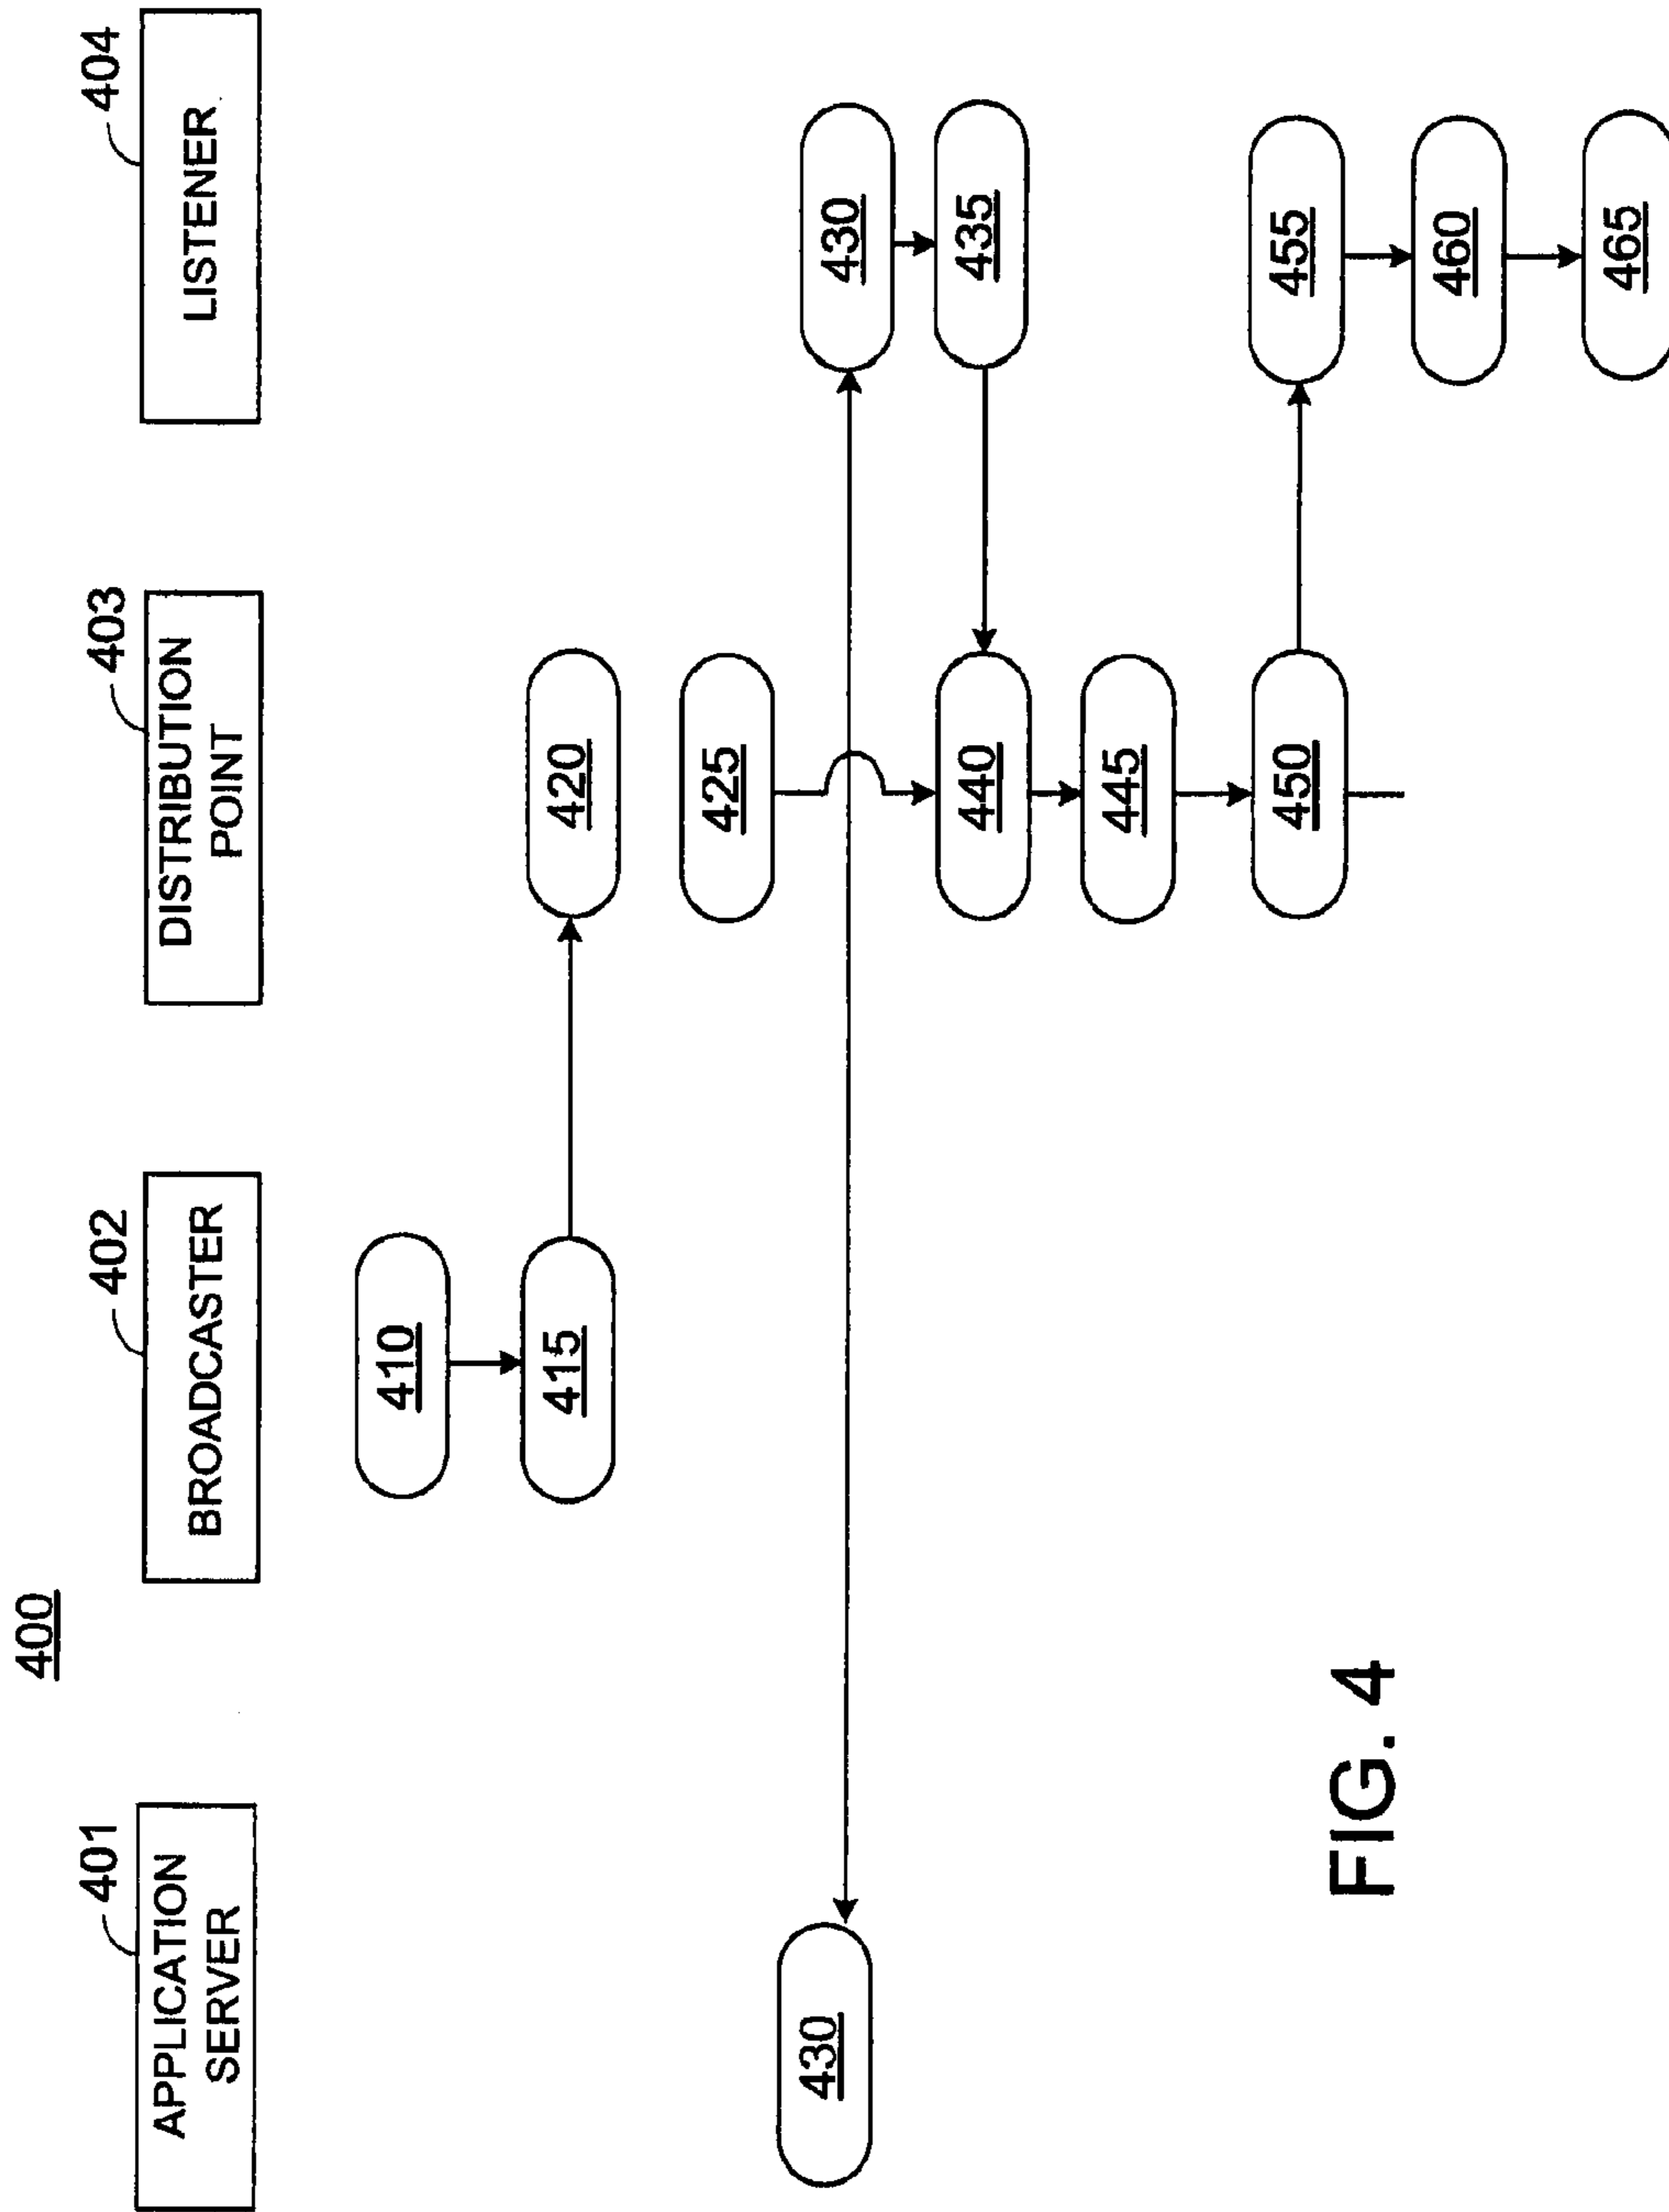 400
401
402
403
404
APPLICATION
SERVER
BROADCASTER
DISTRIBUTION
POINT
LISTENER
410
415
420
425
430
430
435
440
445
450
455
460
465
FIG. 4